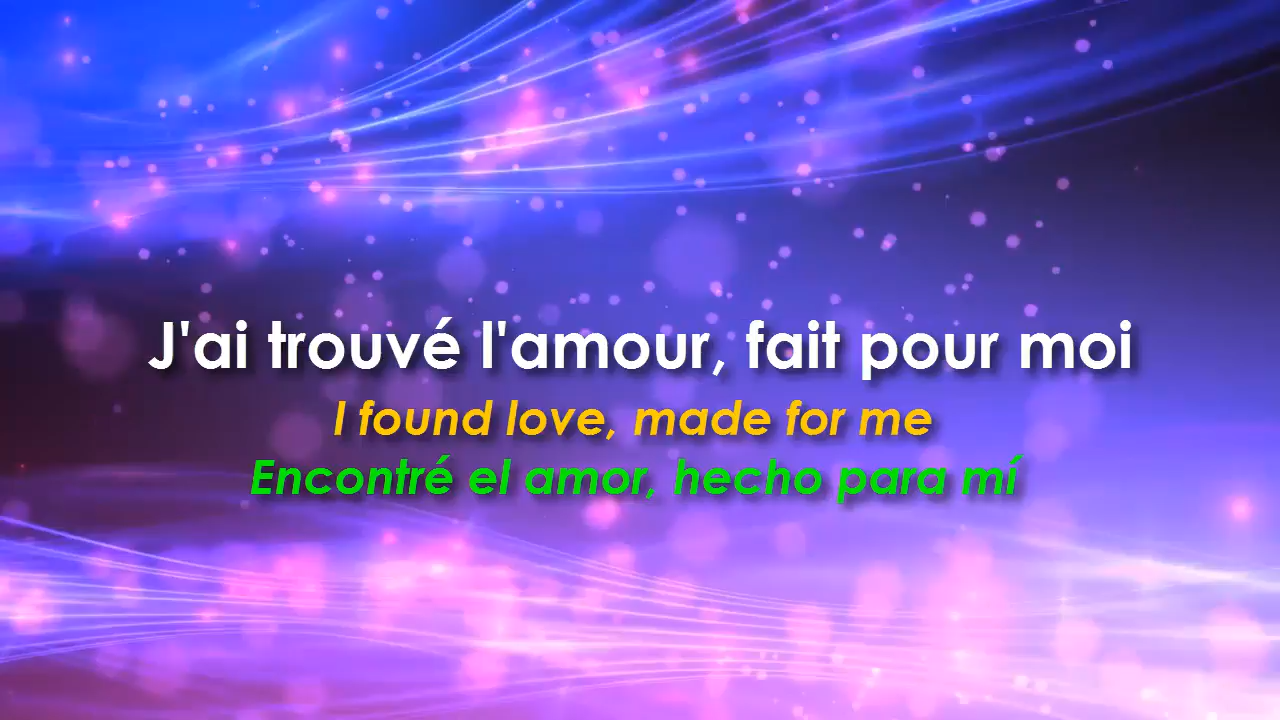 J'ai trouvé l'amour, fait pour moi
I found love, made for me
Encontré el amor, hecho para mí